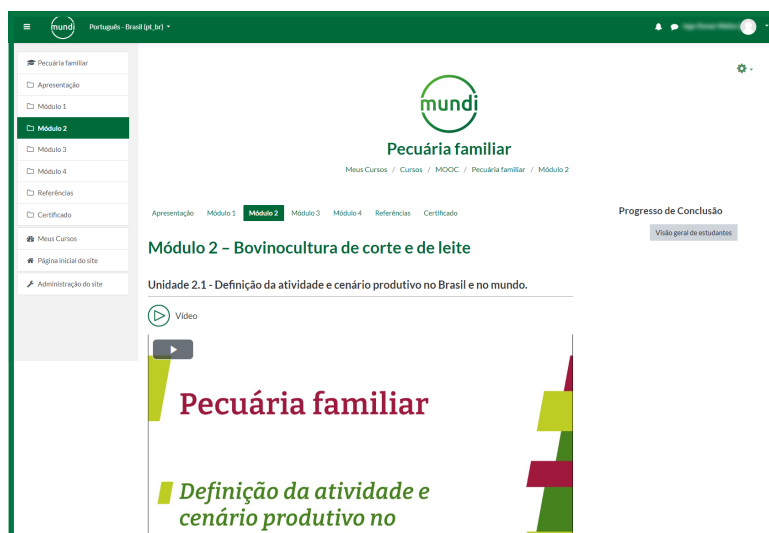 mundi
Português - Brasil (pt_br)
Pecuária familiar
Apresentação
Módulo 1
Módulo 2
Módulo 3
Módulo 4
Referências
Certificado
Meus Cursos
Página inicial do site
Administração do site
mundi
Pecuária familiar
Meus Cursos / Cursos / MOOC / Pecuária familiar / Módulo 2
Apresentação Módulo 1 Módulo 2 Módulo 3 Módulo 4 Referências Certificado
Módulo 2 – Bovinocultura de corte e de leite
Unidade 2.1 - Definição da atividade e cenário produtivo no Brasil e no mundo.
Vídeo
Pecuária familiar
Definição da atividade e
cenário produtivo no
Progresso de Conclusão
Visão geral de estudantes